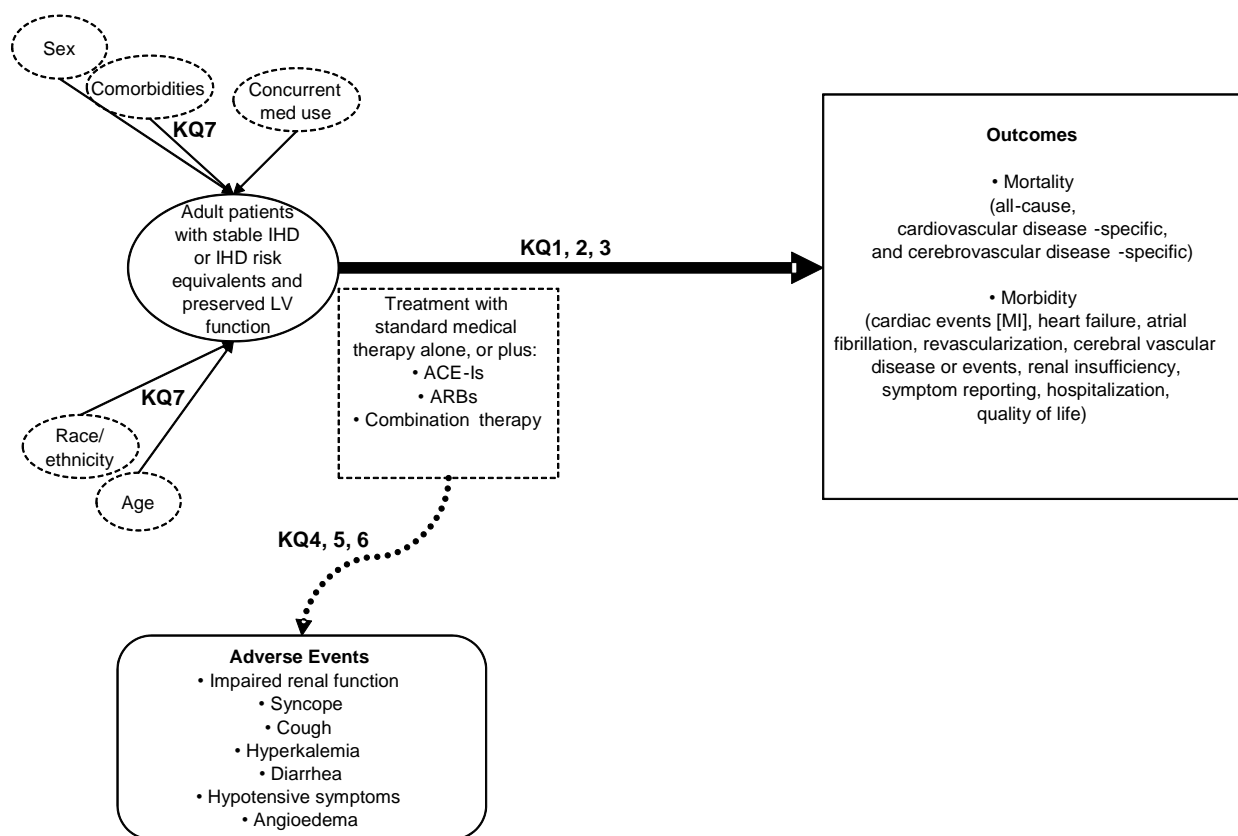 Sex
Comorbidities
Concurrent
med use
KQ7
Adult patients
with stable IHD
or IHD risk
equivalents and
preserved LV
function
KQ7
Race/
ethnicity
Age
KQ1, 2, 3
Treatment with
standard medical
therapy alone, or plus:
• ACE-Is
• ARBs
• Combination therapy
KQ4, 5, 6
Adverse Events
• Impaired renal function
• Syncope
• Cough
• Hyperkalemia
• Diarrhea
• Hypotensive symptoms
• Angioedema
Outcomes
• Mortality
(all-cause,
cardiovascular disease -specific,
and cerebrovascular disease -specific)
• Morbidity
(cardiac events [MI], heart failure, atrial
fibrillation, revascularization, cerebral vascular
disease or events, renal insufficiency,
symptom reporting, hospitalization,
quality of life)